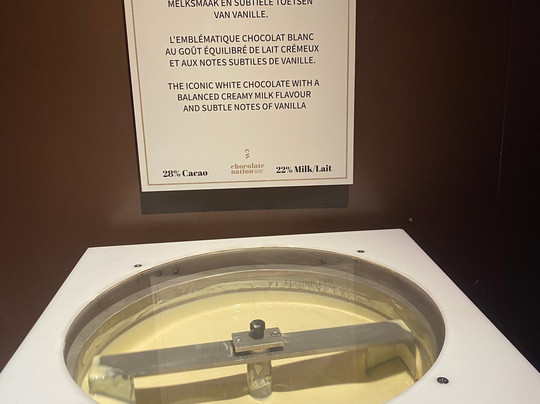 MELKSMAAK EN SUBTIELE TOETSEN
VAN VANILLE.
L'EMBLÉMATIQUE CHOCOLAT BLANC
AU GOÛT ÉQUILIBRÉ DE LAIT CRÉMEUX
ET AUX NOTES SUBTILES DE VANILLE.
THE ICONIC WHITE CHOCOLATE WITH A
BALANCED CREAMY MILK FLAVOUR
AND SUBTLE NOTES OF VANILLA
28% Cacao
chocolate
nation
22% Milk/Lait